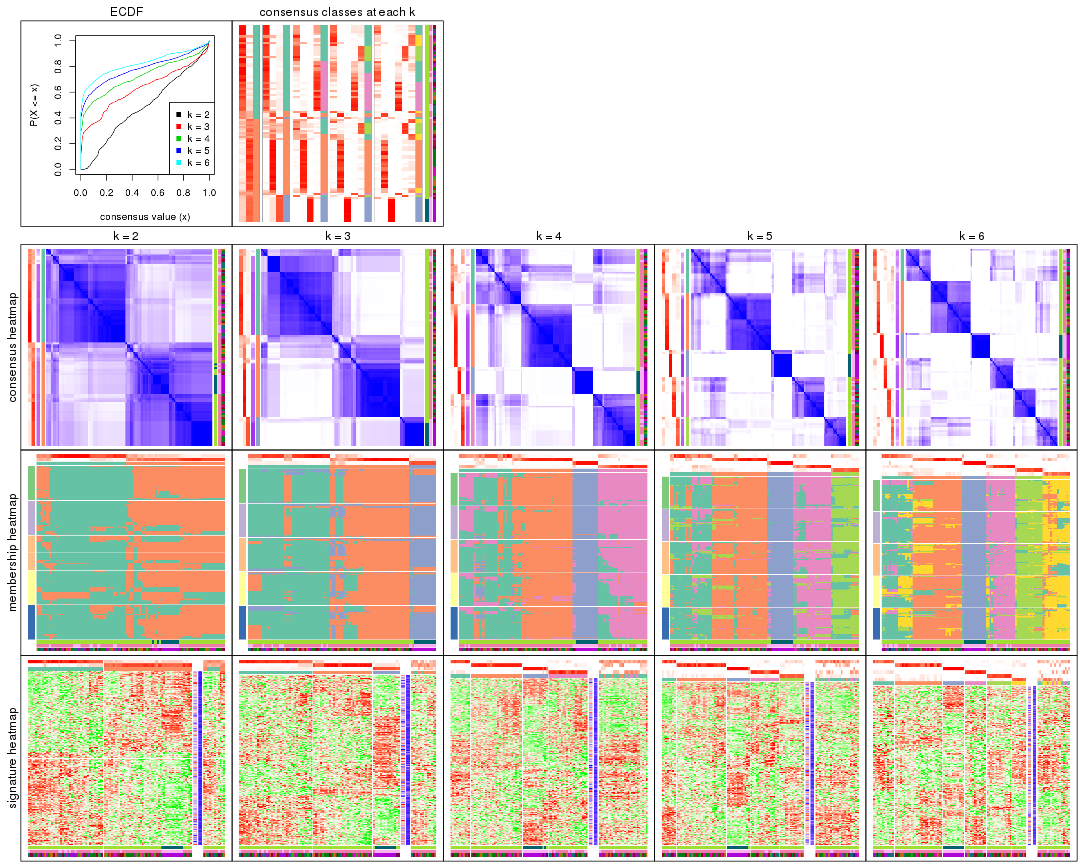 ECDF
consensus classes at each k
P(X <= x)
0.0 0.2 0.4 0.6 0.8 1.0
k = 2
k = 3
k = 4
k = 5
k = 6
0.0 0.2 0.4 0.6 0.8 1.0
consensus value (x)
k = 2
k = 3
k = 4
k = 5
k = 6
consensus heatmap
membership heatmap
signature heatmap